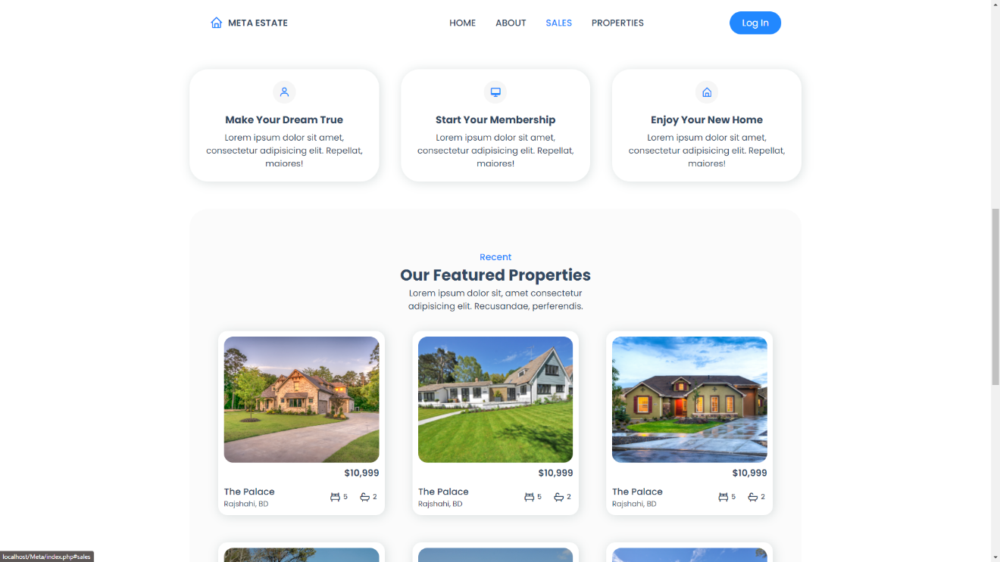 META ESTATE
HOME ABOUT SALES PROPERTIES
Log In
Make Your Dream True
Lorem ipsum dolor sit amet,
consectetur adipisicing elit. Repellat,
maiores!
Start Your Membership
Lorem ipsum dolor sit amet,
consectetur adipisicing elit. Repellat,
maiores!
Enjoy Your New Home
Lorem ipsum dolor sit amet,
consectetur adipisicing elit. Repellat,
maiores!
Recent
Our Featured Properties
Lorem ipsum dolor sit, amet consectetur
adipisicing elit. Recusandae, perferendis.
$10,999
The Palace
Rajshahi, BD
5 2
$10,999
The Palace
Rajshahi, BD
5 2
$10,999
The Palace
Rajshahi, BD
5 2
localhost/Meta/index.php#sales